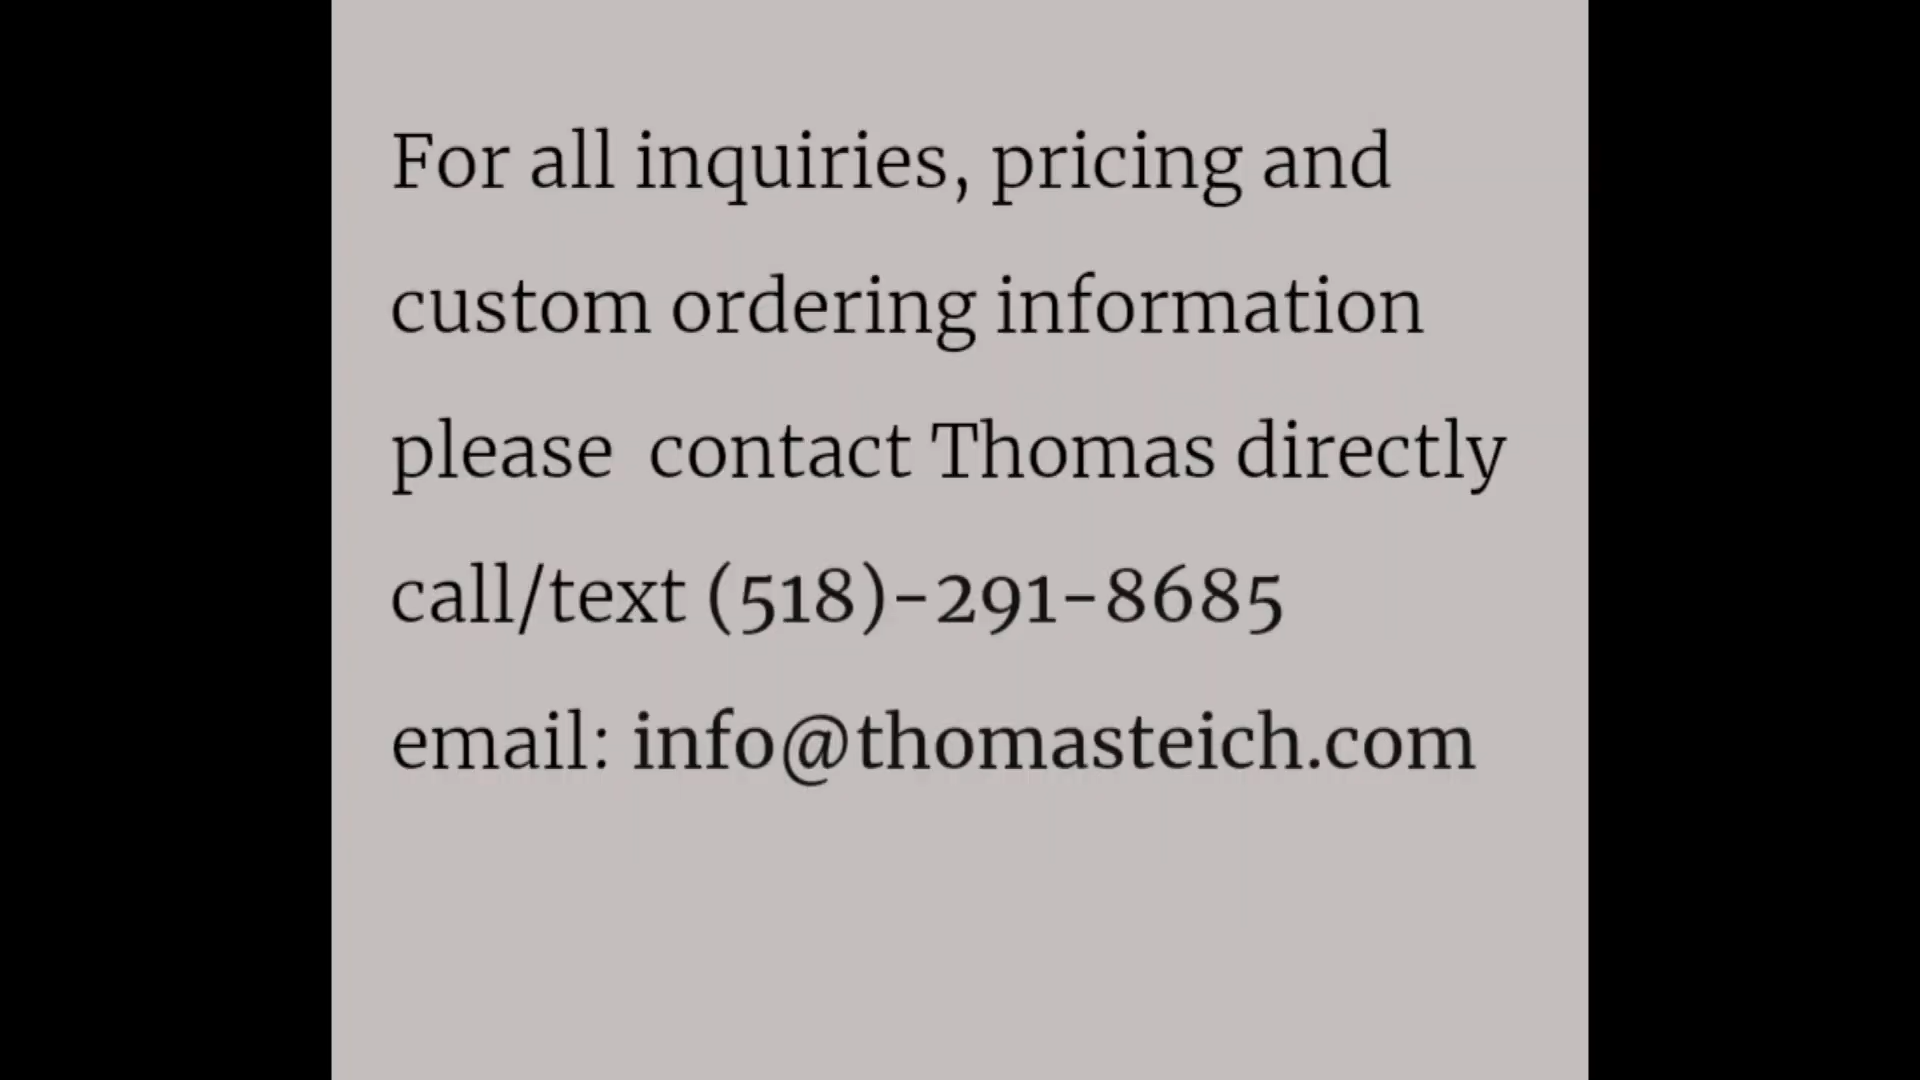 For all inquiries, pricing and
custom ordering information
please  contact Thomas directly
call/text (518)-291-8685
email: info@thomasteich.com